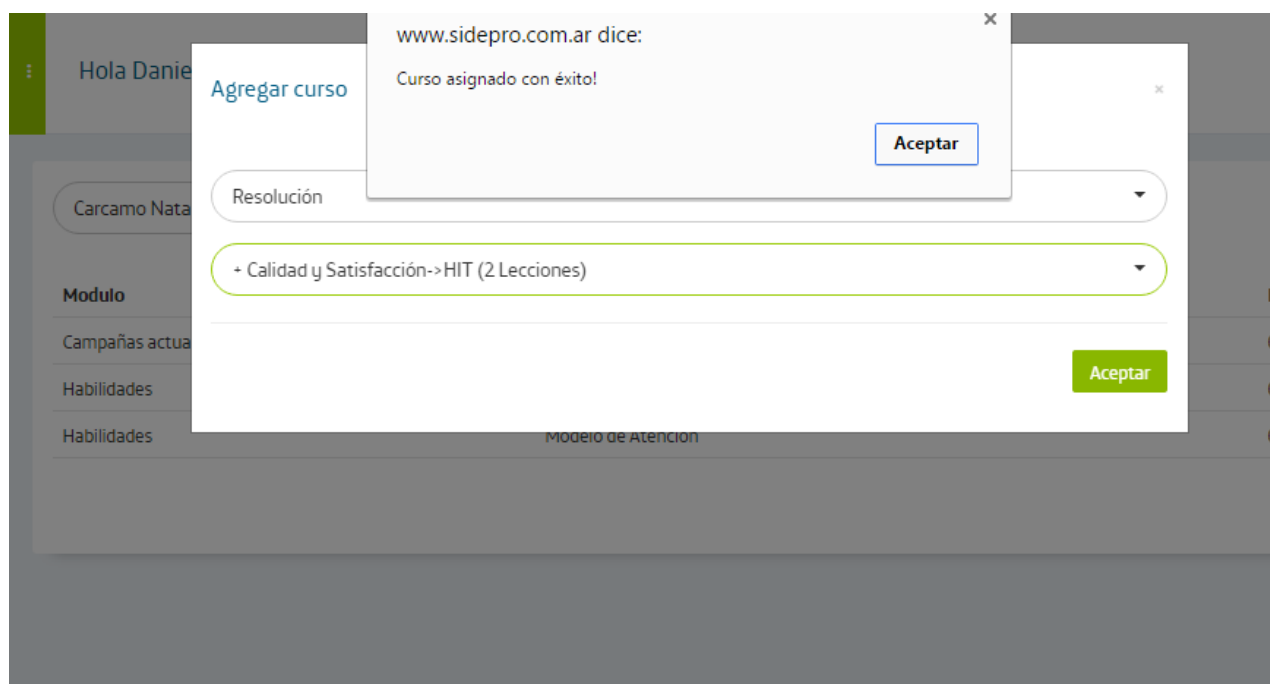 www.sidepro.com.ar dice:
Curso asignado con éxito!
Aceptar
Hola Danie
Agregar curso
Resolución
Carcamo Nata
+ Calidad y Satisfacción->HIT (2 Lecciones)
Modulo
Campañas actua
Aceptar
Habilidades
Habilidades
Modelo de Atención